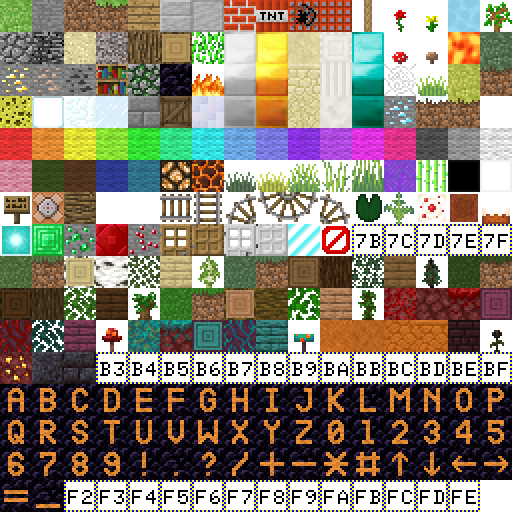 TNT
7B 7C 7D 7E 7F
B3 B4 B5 B6 B7 B8 B9 BA BB BC BD BE BF
A B C D E F G H I J K L M N O P
Q R S T U V W X Y Z 0 1 2 3 4 5
6 7 8 9 ! . ? / + - * # ↑ ↓ ← →
= _ F2 F3 F4 F5 F6 F7 F8 F9 FA FB FC FD FE